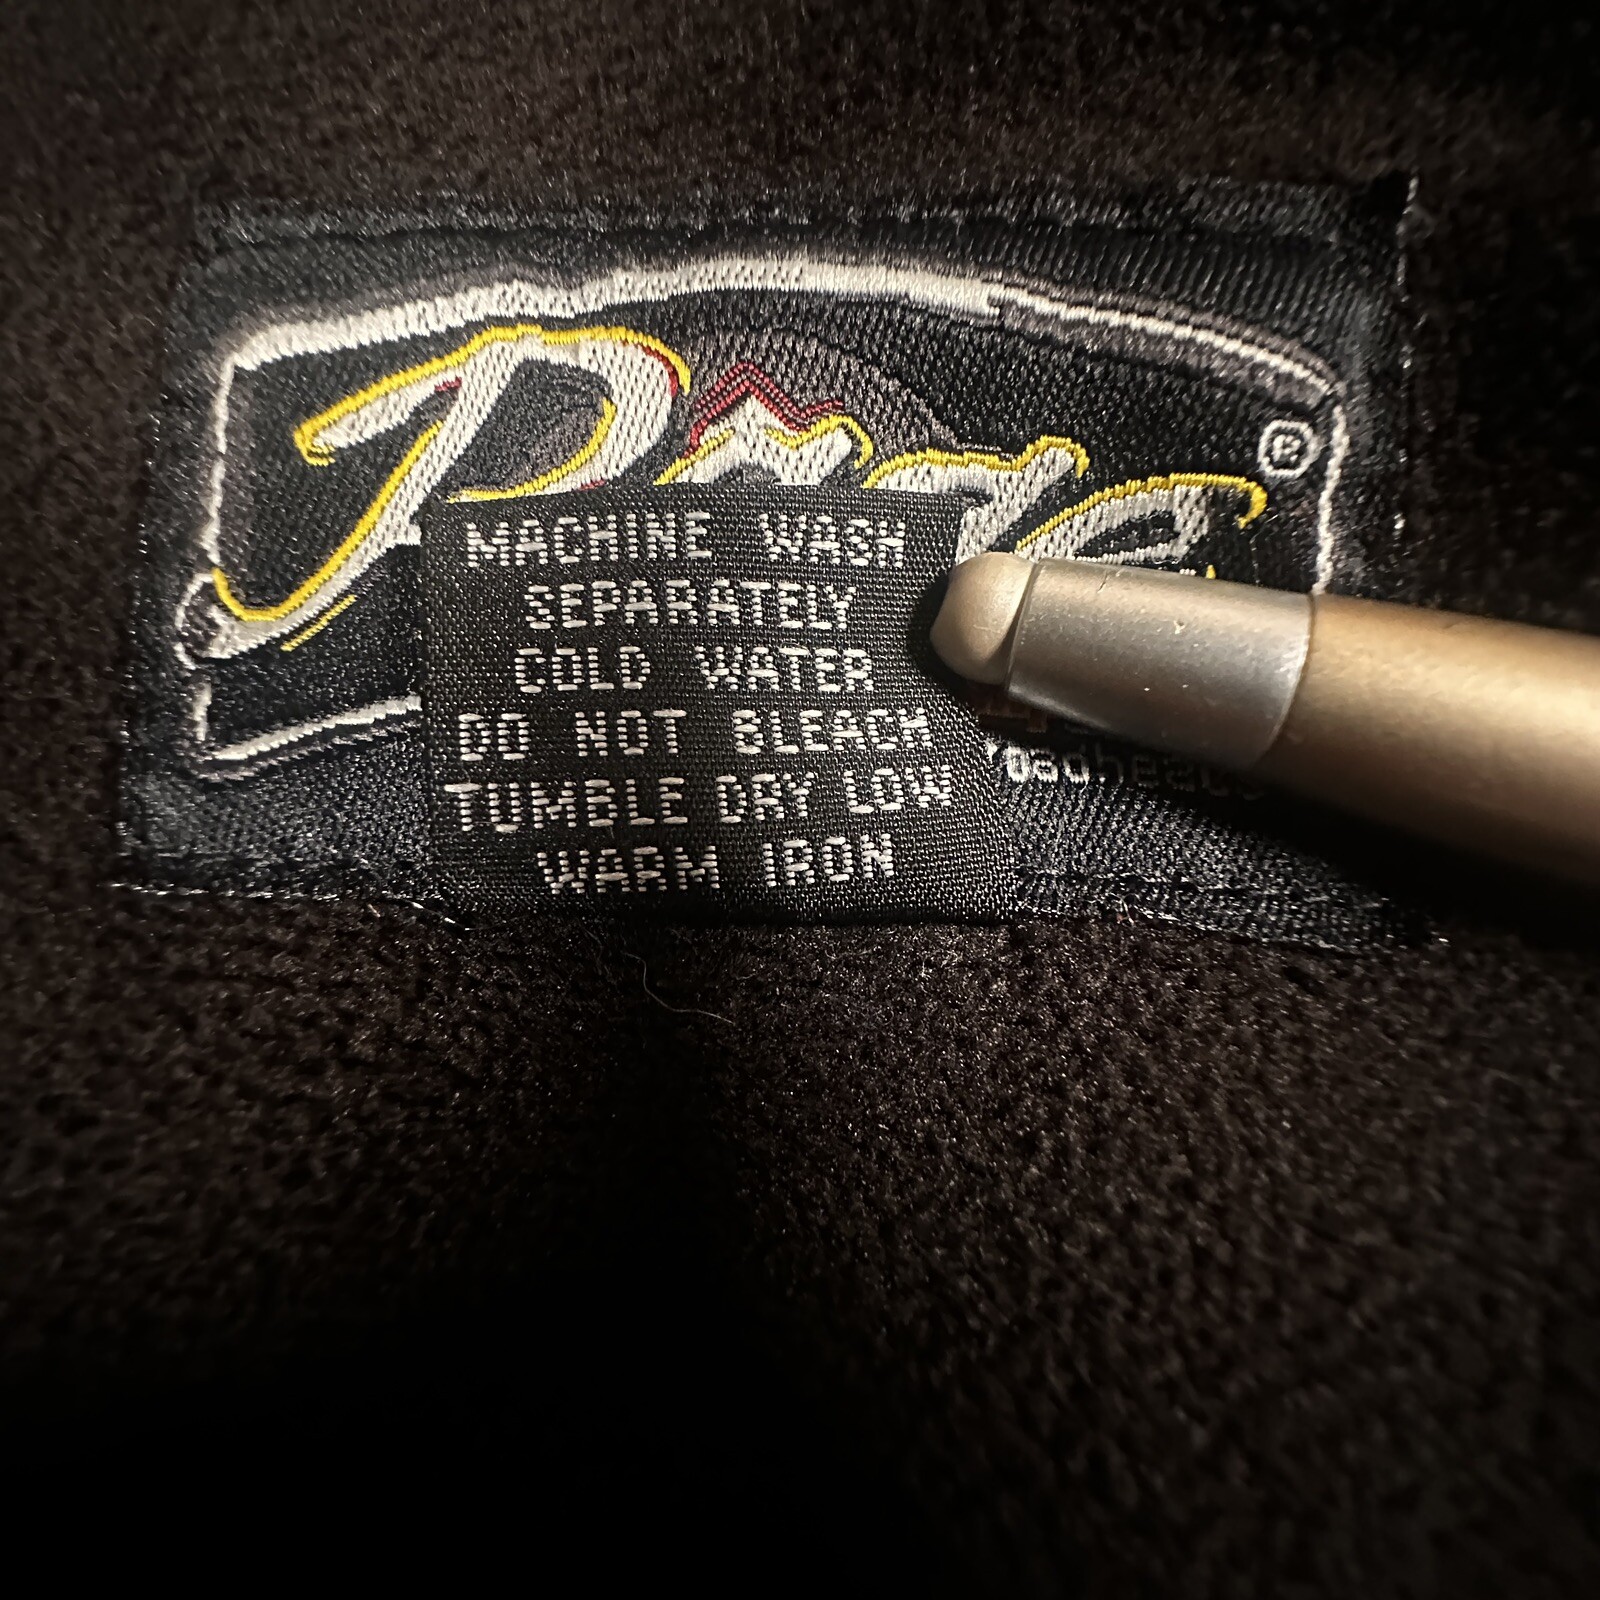 ®
MACHINE WASH
SEPARATELY
COLD WATER
DO NOT BLEACH
TUMBLE DRY LOW
WARM IRON